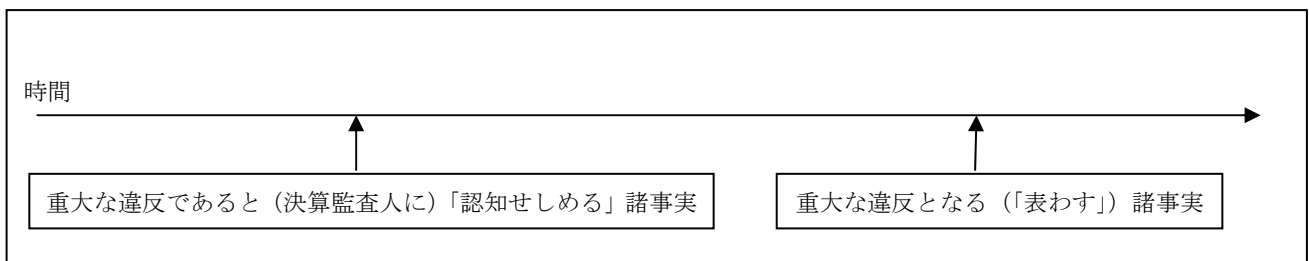 時間
重大な違反であると（決算監査人に）「認知せしめる」諸事実
重大な違反となる（「表わす」）諸事実